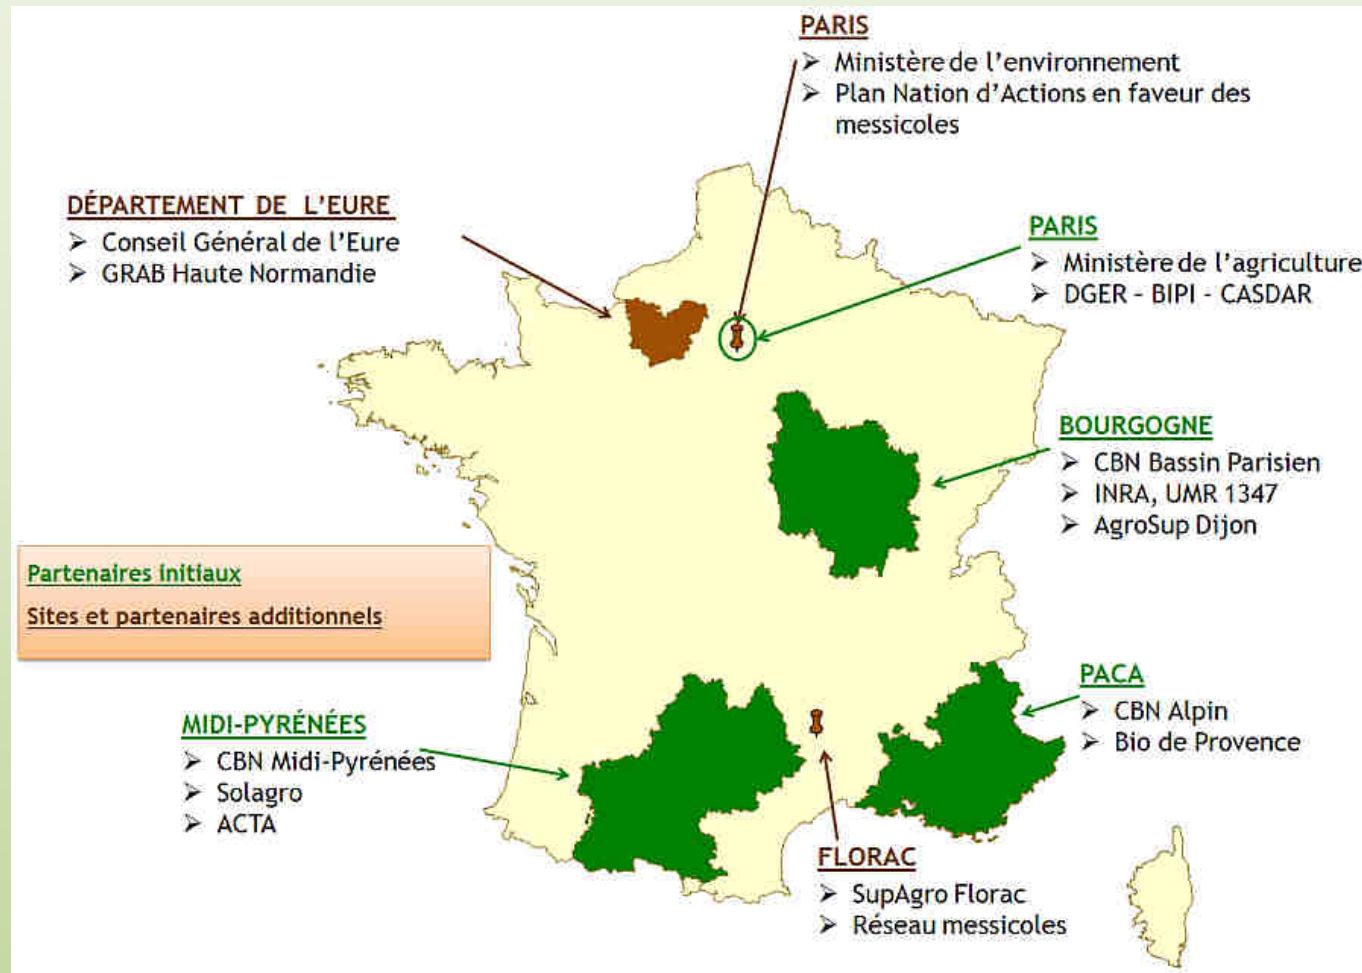 PARIS
➢ Ministère de l'environnement
➢ Plan Nation d'Actions en faveur des
messicoles
DÉPARTEMENT DE L'EURE
➢ Conseil Général de l'Eure
➢ GRAB Haute Normandie
PARIS
➢ Ministère de l'agriculture
➢ DGER – BIPI - CASDAR
BOURGOGNE
➢ CBN Bassin Parisien
➢ INRA, UMR 1347
➢ AgroSup Dijon
Partenaires initiaux
Sites et partenaires additionnels
PACA
➢ CBN Alpin
➢ Bio de Provence
MIDI-PYRÉNÉES
➢ CBN Midi-Pyrénées
➢ Solagro
➢ ACTA
FLORAC
➢ SupAgro Florac
➢ Réseau messicoles